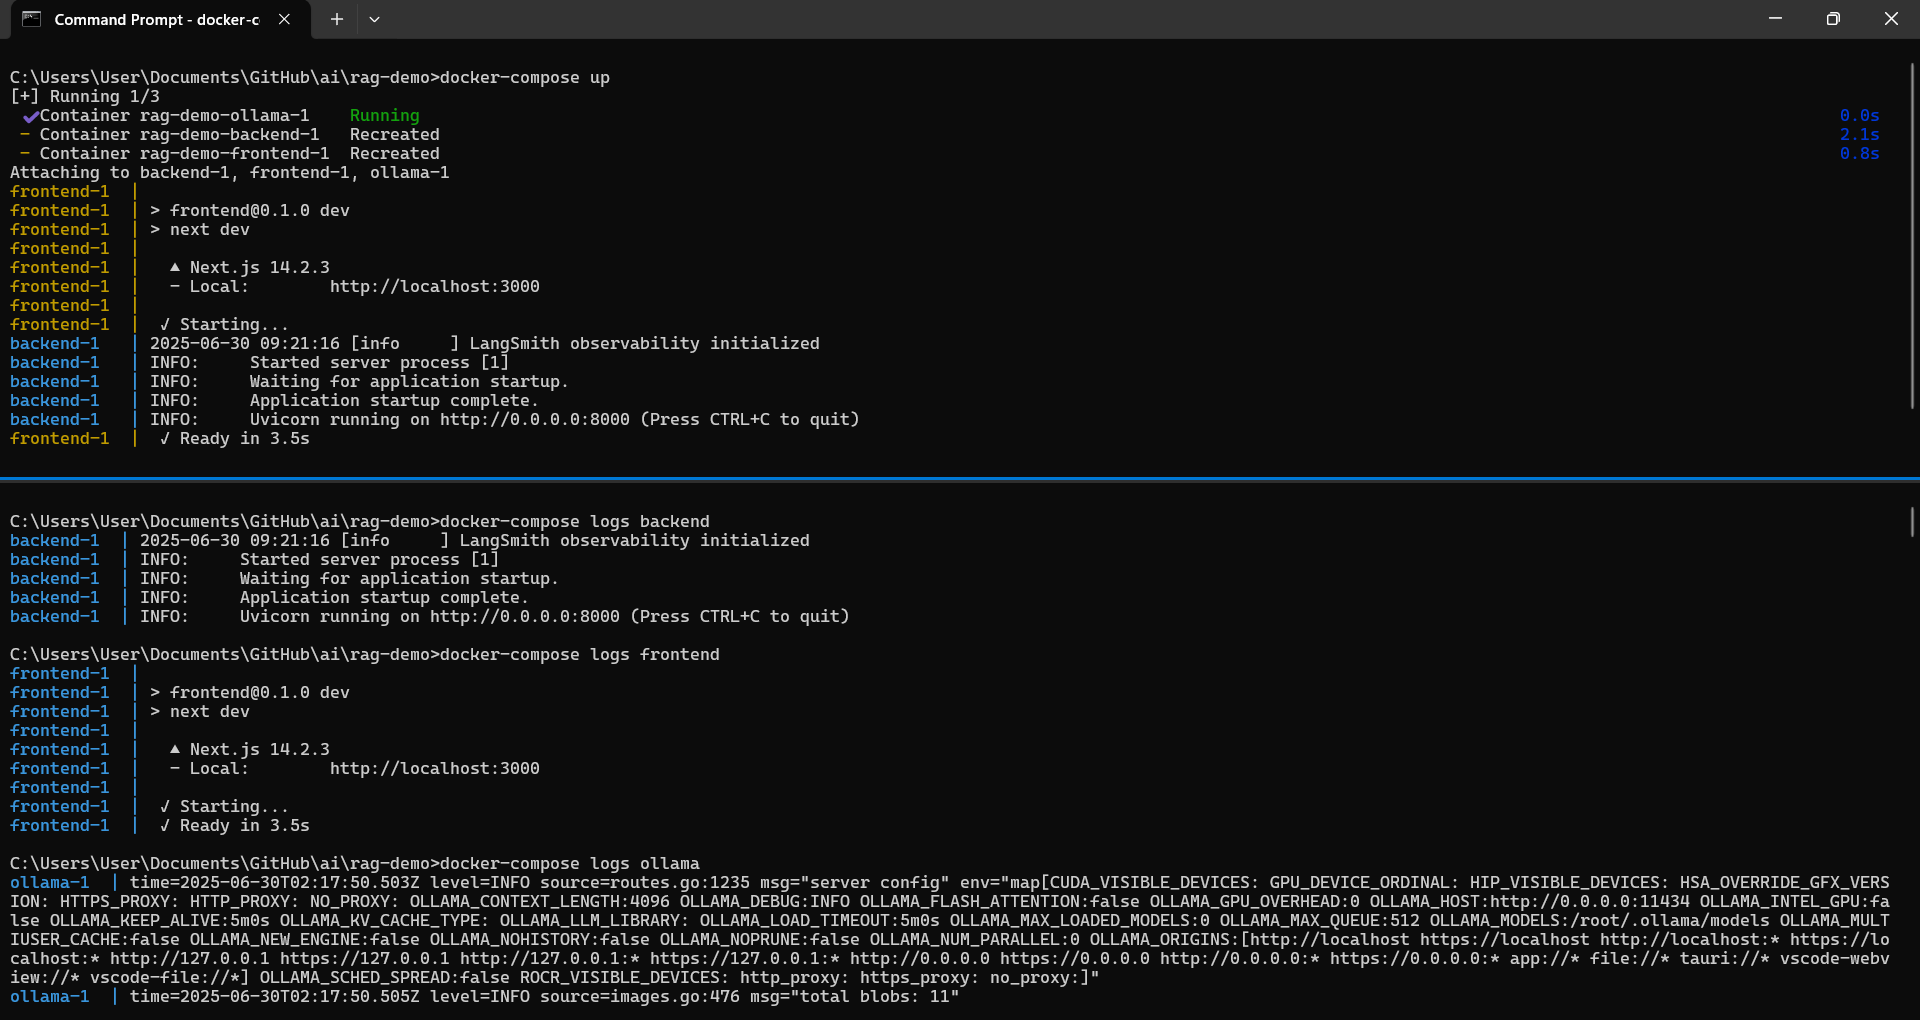 Command Prompt - docker-c
C:\Users\User\Documents\GitHub\ai\rag-demo>docker-compose up
[+] Running 1/3
✔Container rag-demo-ollama-1    Running    0.0s
- Container rag-demo-backend-1   Recreated    2.1s
- Container rag-demo-frontend-1  Recreated    0.8s
Attaching to backend-1, frontend-1, ollama-1
frontend-1  |
frontend-1  | > frontend@0.1.0 dev
frontend-1  | > next dev
frontend-1  |
frontend-1  |   ▲ Next.js 14.2.3
frontend-1  |   - Local:        http://localhost:3000
frontend-1  |
frontend-1  |  ✓ Starting...
backend-1   | 2025-06-30 09:21:16 [info     ] LangSmith observability initialized
backend-1   | INFO:     Started server process [1]
backend-1   | INFO:     Waiting for application startup.
backend-1   | INFO:     Application startup complete.
backend-1   | INFO:     Uvicorn running on http://0.0.0.0:8000 (Press CTRL+C to quit)
frontend-1  |  ✓ Ready in 3.5s
C:\Users\User\Documents\GitHub\ai\rag-demo>docker-compose logs backend
backend-1  | 2025-06-30 09:21:16 [info     ] LangSmith observability initialized
backend-1  | INFO:     Started server process [1]
backend-1  | INFO:     Waiting for application startup.
backend-1  | INFO:     Application startup complete.
backend-1  | INFO:     Uvicorn running on http://0.0.0.0:8000 (Press CTRL+C to quit)
C:\Users\User\Documents\GitHub\ai\rag-demo>docker-compose logs frontend
frontend-1  |
frontend-1  | > frontend@0.1.0 dev
frontend-1  | > next dev
frontend-1  |
frontend-1  |   ▲ Next.js 14.2.3
frontend-1  |   - Local:        http://localhost:3000
frontend-1  |
frontend-1  |  ✓ Starting...
frontend-1  |  ✓ Ready in 3.5s
C:\Users\User\Documents\GitHub\ai\rag-demo>docker-compose logs ollama
ollama-1  | time=2025-06-30T02:17:50.503Z level=INFO source=routes.go:1235 msg="server config" env="map[CUDA_VISIBLE_DEVICES: GPU_DEVICE_ORDINAL: HIP_VISIBLE_DEVICES: HSA_OVERRIDE_GFX_VERS
ION: HTTPS_PROXY: HTTP_PROXY: NO_PROXY: OLLAMA_CONTEXT_LENGTH:4096 OLLAMA_DEBUG:INFO OLLAMA_FLASH_ATTENTION:false OLLAMA_GPU_OVERHEAD:0 OLLAMA_HOST:http://0.0.0.0:11434 OLLAMA_INTEL_GPU:fa
lse OLLAMA_KEEP_ALIVE:5m0s OLLAMA_KV_CACHE_TYPE: OLLAMA_LLM_LIBRARY: OLLAMA_LOAD_TIMEOUT:5m0s OLLAMA_MAX_LOADED_MODELS:0 OLLAMA_MAX_QUEUE:512 OLLAMA_MODELS:/root/.ollama/models OLLAMA_MULT
IUSER_CACHE:false OLLAMA_NEW_ENGINE:false OLLAMA_NOHISTORY:false OLLAMA_NOPRUNE:false OLLAMA_NUM_PARALLEL:0 OLLAMA_ORIGINS:[http://localhost https://localhost http://localhost:* https://lo
calhost:* http://127.0.0.1 https://127.0.0.1 http://127.0.0.1:* https://127.0.0.1:* http://0.0.0.0 https://0.0.0.0 http://0.0.0.0:* https://0.0.0.0:* app://* file://* tauri://* vscode-webv
iew://* vscode-file://*] OLLAMA_SCHED_SPREAD:false ROCR_VISIBLE_DEVICES: http_proxy: https_proxy: no_proxy:]"
ollama-1  | time=2025-06-30T02:17:50.505Z level=INFO source=images.go:476 msg="total blobs: 11"